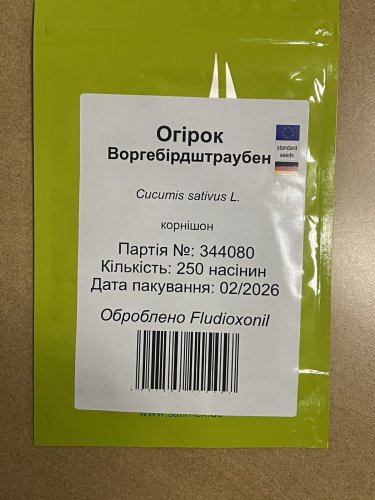 Огірок
Воргебірдштраубен
standard
seeds
Cucumis sativus L.
корнішон
Партія №: 344080
Кількість: 250 насінин
Дата пакування: 02/2026
Оброблено Fludioxonil